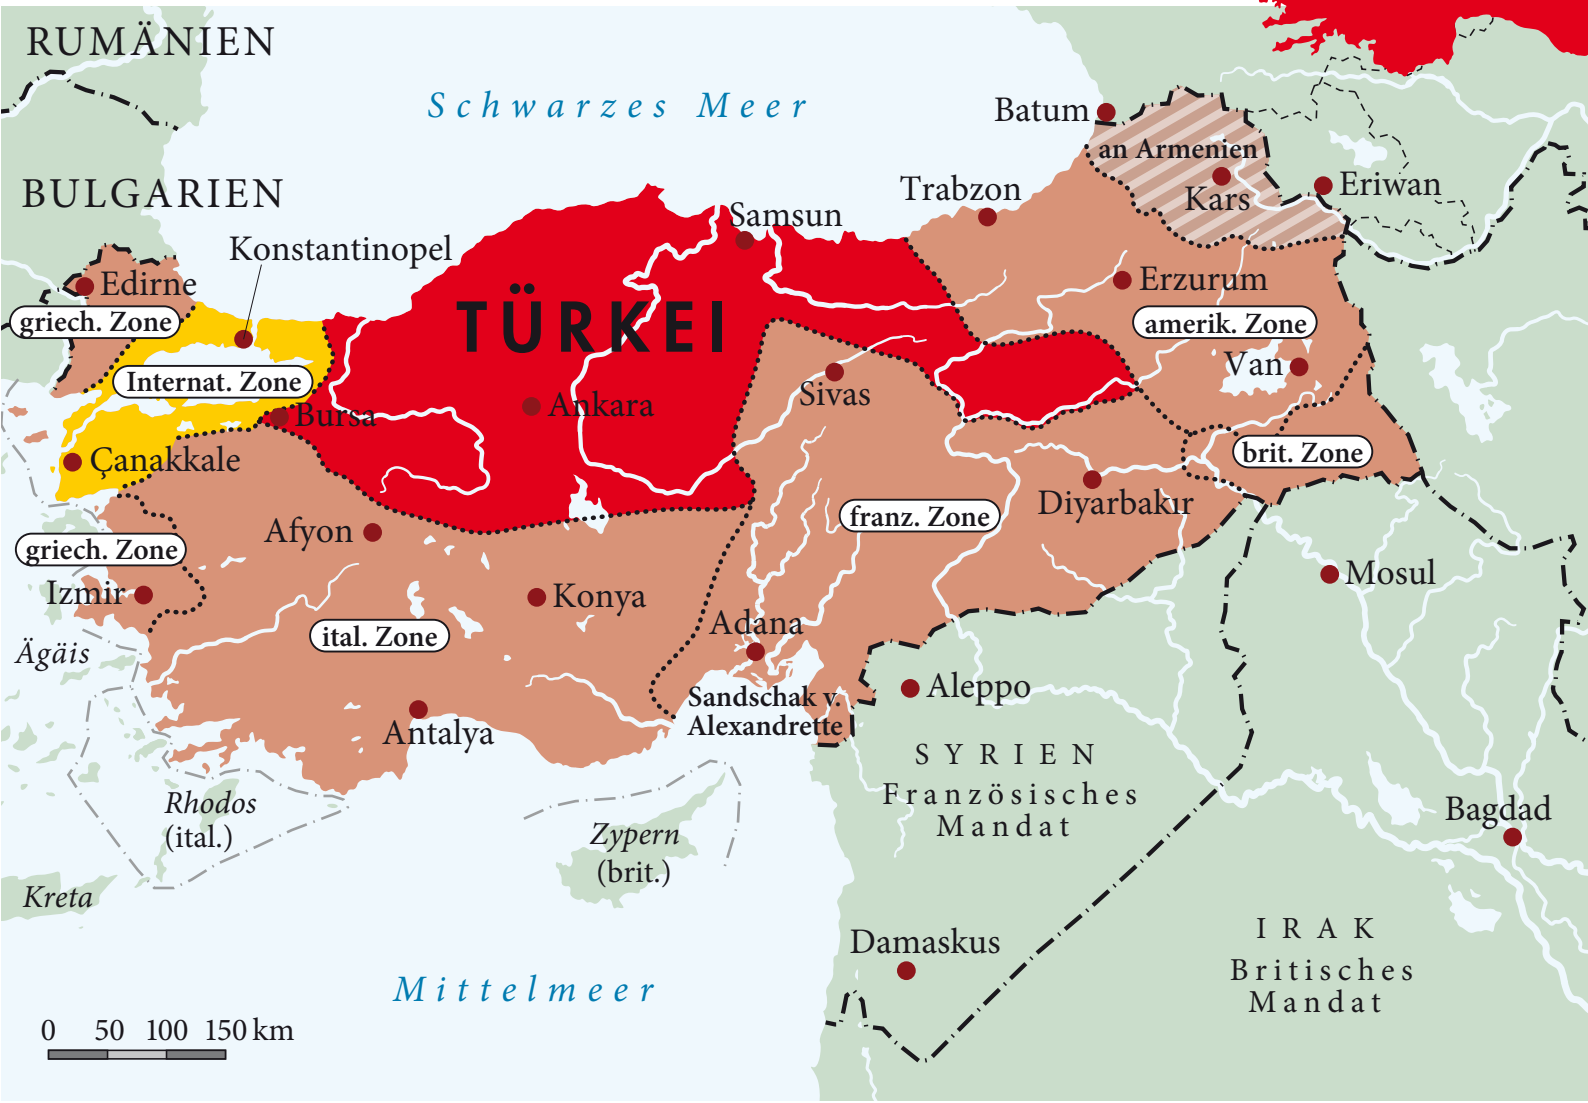 RUMÄNIEN
Schwarzes Meer
Batum
an Armenien
BULGARIEN
Trabzon
Kars
Eriwan
Samsun
Konstantinopel
Edirne
Erzurum
griech. Zone
TÜRKEI
amerik. Zone
Van
Internat. Zone
Sivas
Bursa
Ankara
Çanakkale
brit. Zone
Diyarbakır
franz. Zone
Afyon
griech. Zone
Izmir
Konya
Mosul
ital. Zone
Adana
Ägäis
Aleppo
Sandschak v.
Alexandrette
Antalya
SYRIEN
Französisches
Mandat
Rhodos
(ital.)
Zypern
(brit.)
Bagdad
Kreta
IRAK
Britisches
Mandat
Damaskus
Mittelmeer
0 50 100 150 km